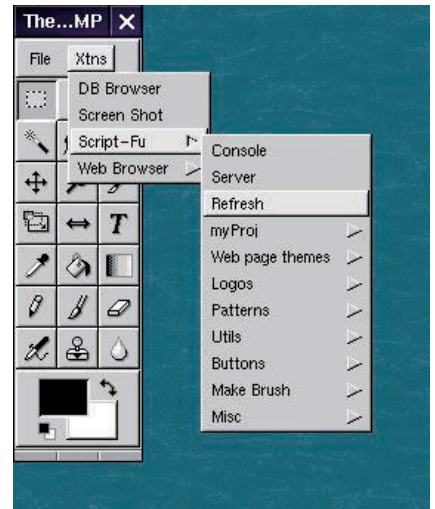 The...MP X
File Xtns
DB Browser
Screen Shot
Script-Fu
Web Browser
Console
Server
Refresh
myProj
Web page themes
Logos
Patterns
Utils
Buttons
Make Brush
Misc
T